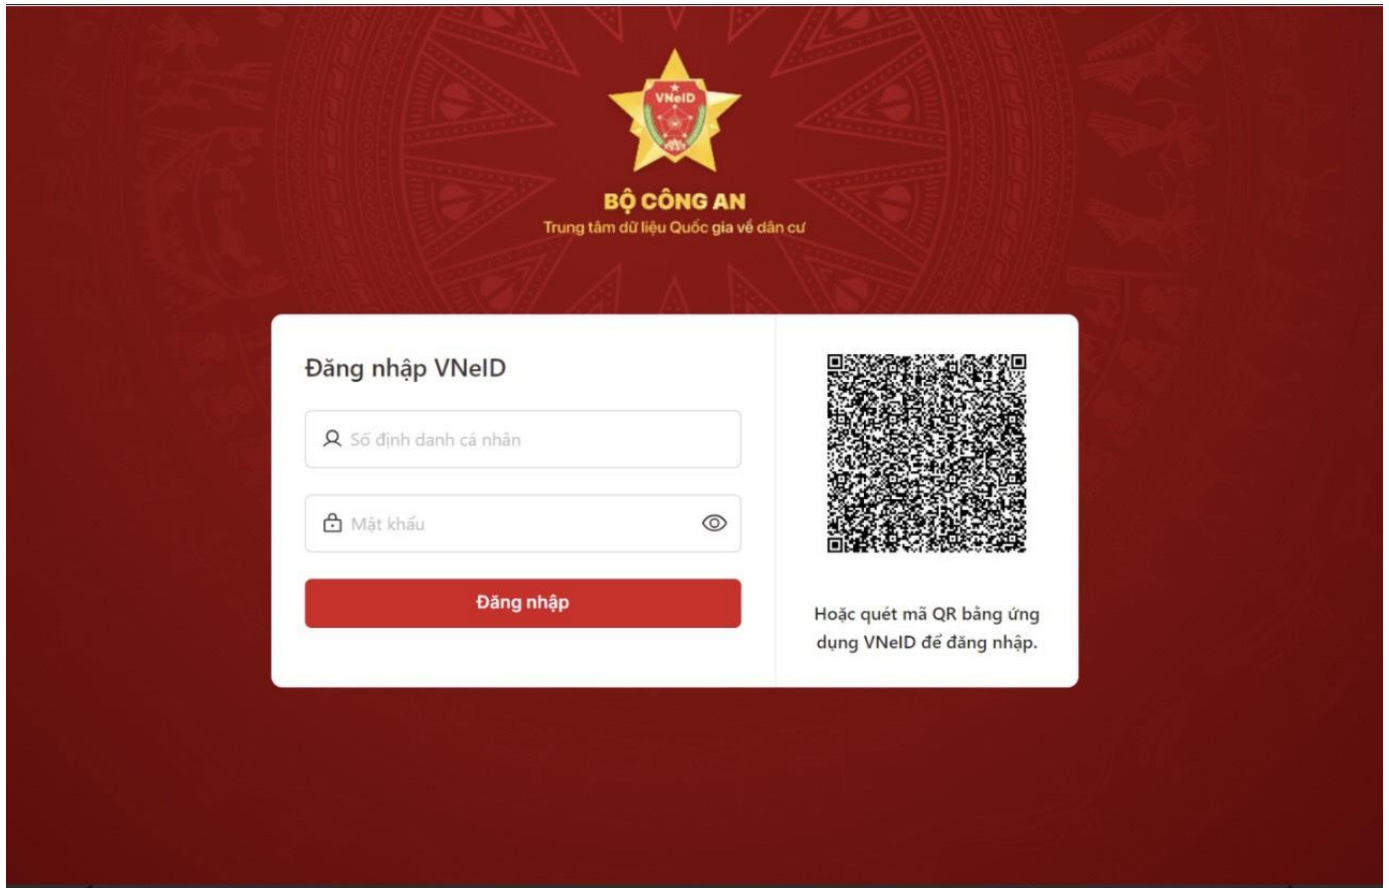 VNeID
BỘ CÔNG AN
Trung tâm dữ liệu Quốc gia về dân cư
Đăng nhập VNeID
Số định danh cá nhân
Mật khẩu
Đăng nhập
Hoặc quét mã QR bằng ứng
dụng VNeID để đăng nhập.